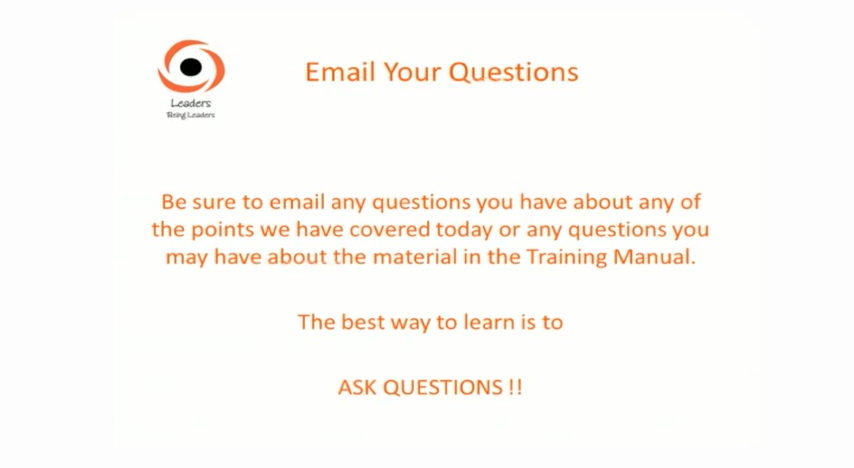 Email Your Questions
Leaders
Being Leaders
Be sure to email any questions you have about any of
the points we have covered today or any questions you
may have about the material in the Training Manual.
The best way to learn is to
ASK QUESTIONS !!